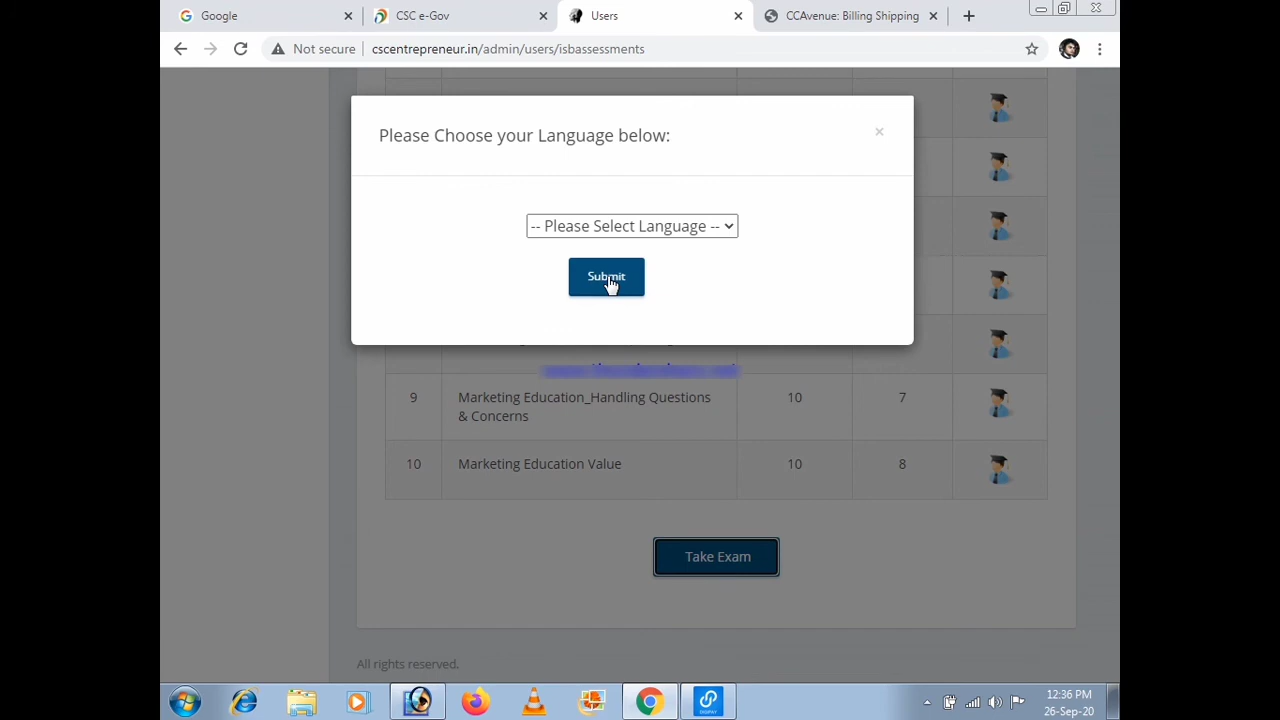 Google
CSC e-Gov
Users
CCAvenue: Billing Shipping
Not secure
cscentrepreneur.in/admin/users/isbassessments
Please Choose your Language below:
×
-- Please Select Language --
Submit
9
Marketing Education_Handling Questions
& Concerns
10
7
10
Marketing Education Value
10
8
Take Exam
All rights reserved.
12:36 PM
26-Sep-20